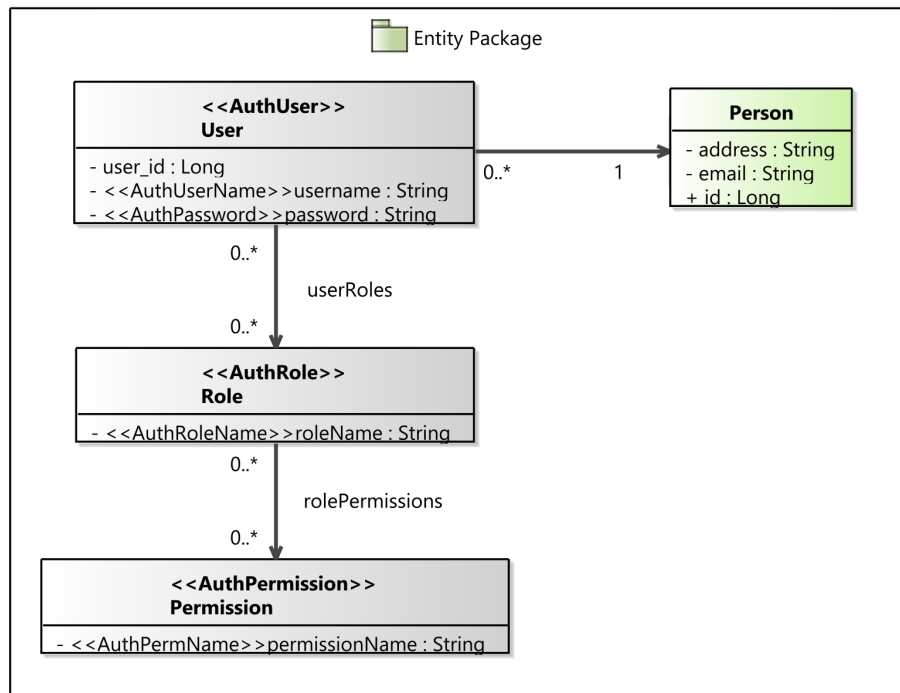 Entity Package
<<AuthUser>>
User
- user_id : Long
- <<AuthUserName>>username : String
- <<AuthPassword>>password : String
Person
- address : String
- email : String
+ id : Long
0..*
1
0..*
userRoles
0..*
<<AuthRole>>
Role
- <<AuthRoleName>>roleName : String
0..*
rolePermissions
0..*
<<AuthPermission>>
Permission
- <<AuthPermName>>permissionName : String